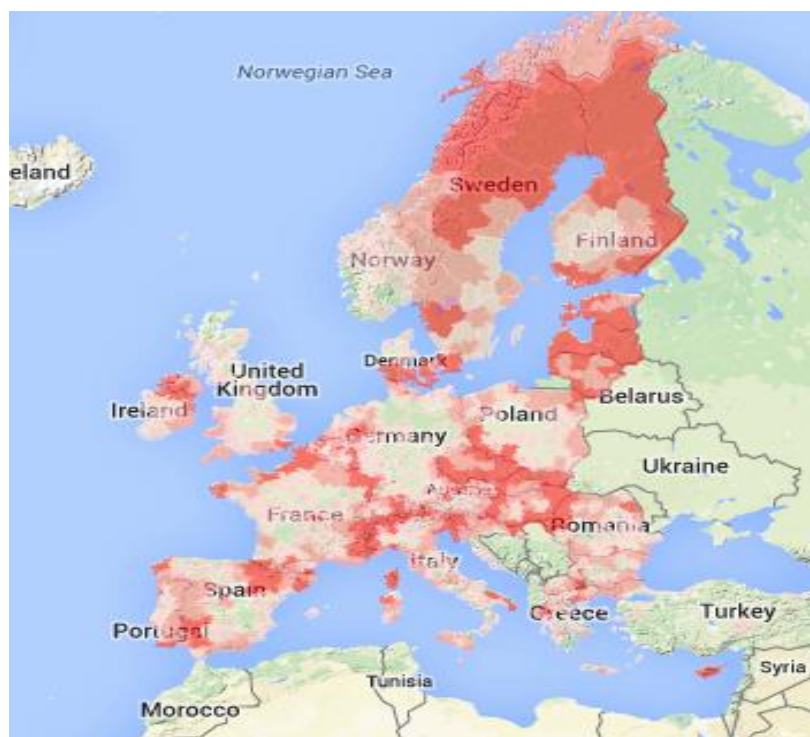 Norwegian Sea
eland
Sweden
Finland
Norway
Denmark
United
Kingdom
Ireland
Belarus
Poland
Germany
Ukraine
Austria
France
Romania
Italy
Spain
Portugal
Greece
Turkey
Syria
Tunisia
Morocco